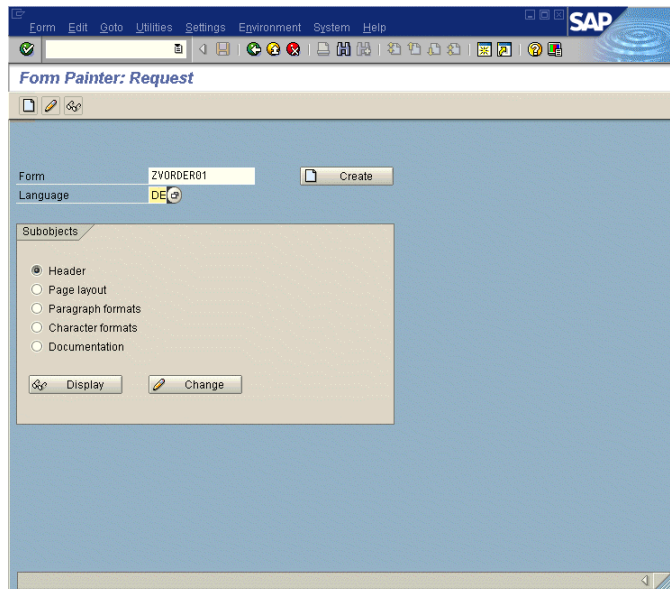 Form Edit Goto Utilities Settings Environment System Help
SAP
Form Painter: Request
Form ZVORDER01 Create
Language DE
Subobjects
Header
Page layout
Paragraph formats
Character formats
Documentation
Display Change